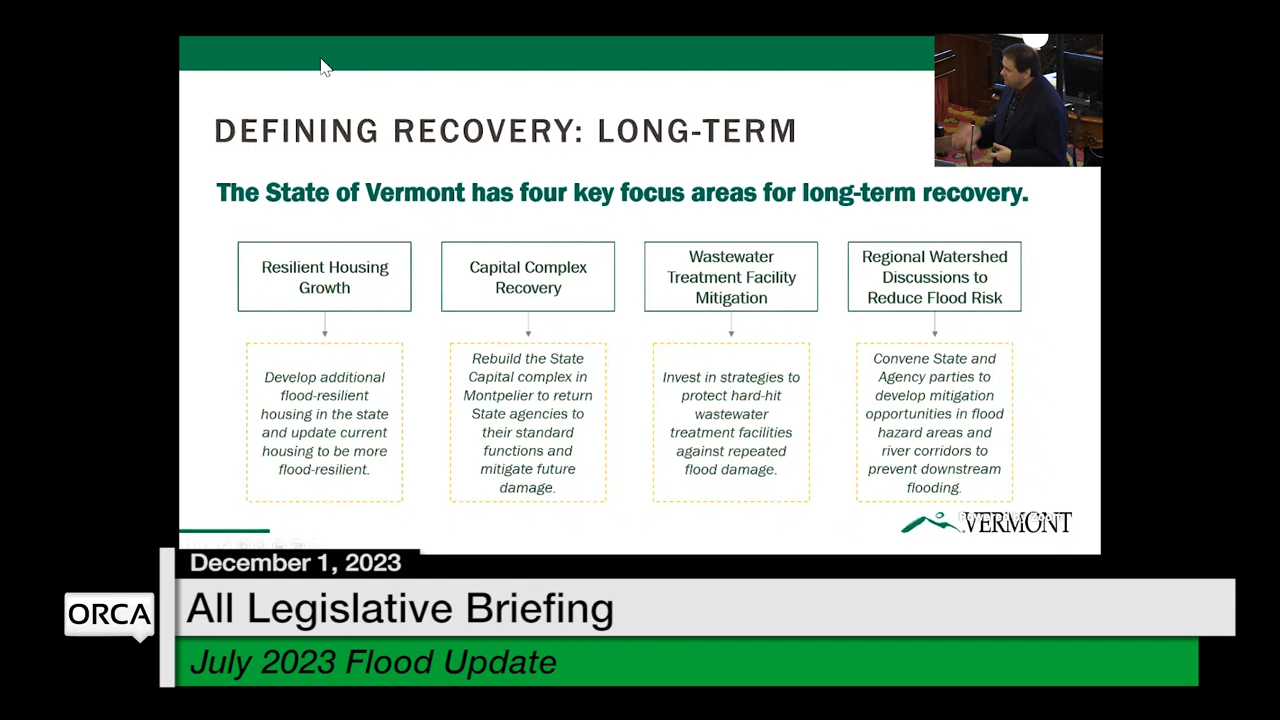 DEFINING RECOVERY: LONG-TERM
The State of Vermont has four key focus areas for long-term recovery.
Resilient Housing
Growth
Develop additional
flood-resilient
housing in the state
and update current
housing to be more
flood-resilient.
Capital Complex
Recovery
Rebuild the State
Capital complex in
Montpelier to return
State agencies to
their standard
functions and
mitigate future
damage.
Wastewater
Treatment Facility
Mitigation
Invest in strategies to
protect hard-hit
wastewater
treatment facilities
against repeated
flood damage.
Regional Watershed
Discussions to
Reduce Flood Risk
Convene State and
Agency parties to
develop mitigation
opportunities in flood
hazard areas and
river corridors to
prevent downstream
flooding.
VERMONT
December 1, 2023
ORCA
All Legislative Briefing
July 2023 Flood Update